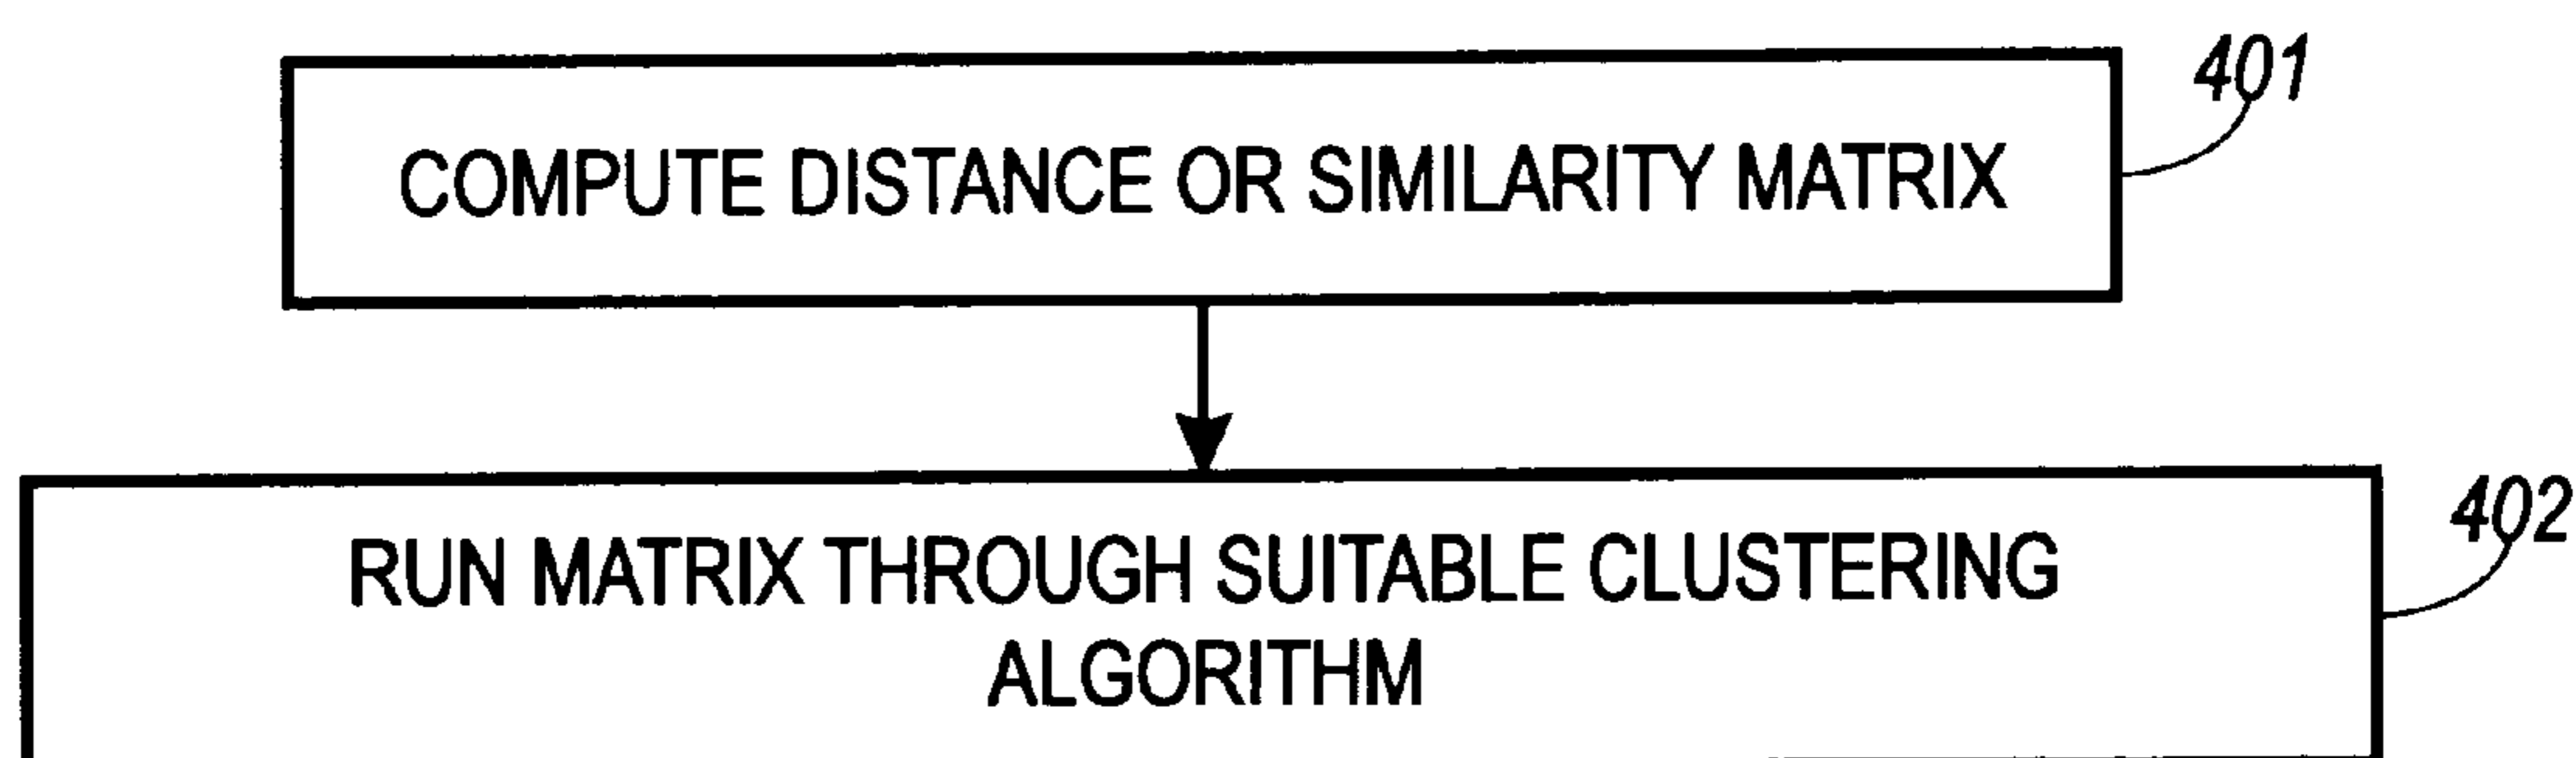 401
COMPUTE DISTANCE OR SIMILARITY MATRIX
402
RUN MATRIX THROUGH SUITABLE CLUSTERING
ALGORITHM